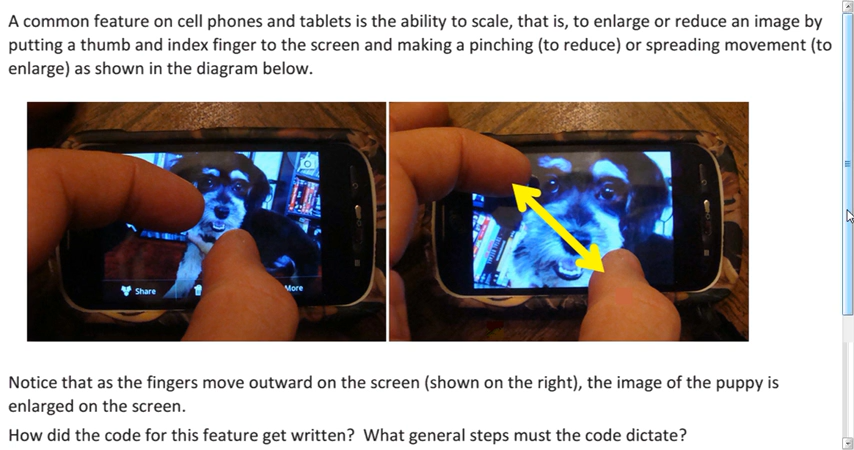 A common feature on cell phones and tablets is the ability to scale, that is, to enlarge or reduce an image by
putting a thumb and index finger to the screen and making a pinching (to reduce) or spreading movement (to
enlarge) as shown in the diagram below.
Share
More
Notice that as the fingers move outward on the screen (shown on the right), the image of the puppy is
enlarged on the screen.
How did the code for this feature get written?  What general steps must the code dictate?